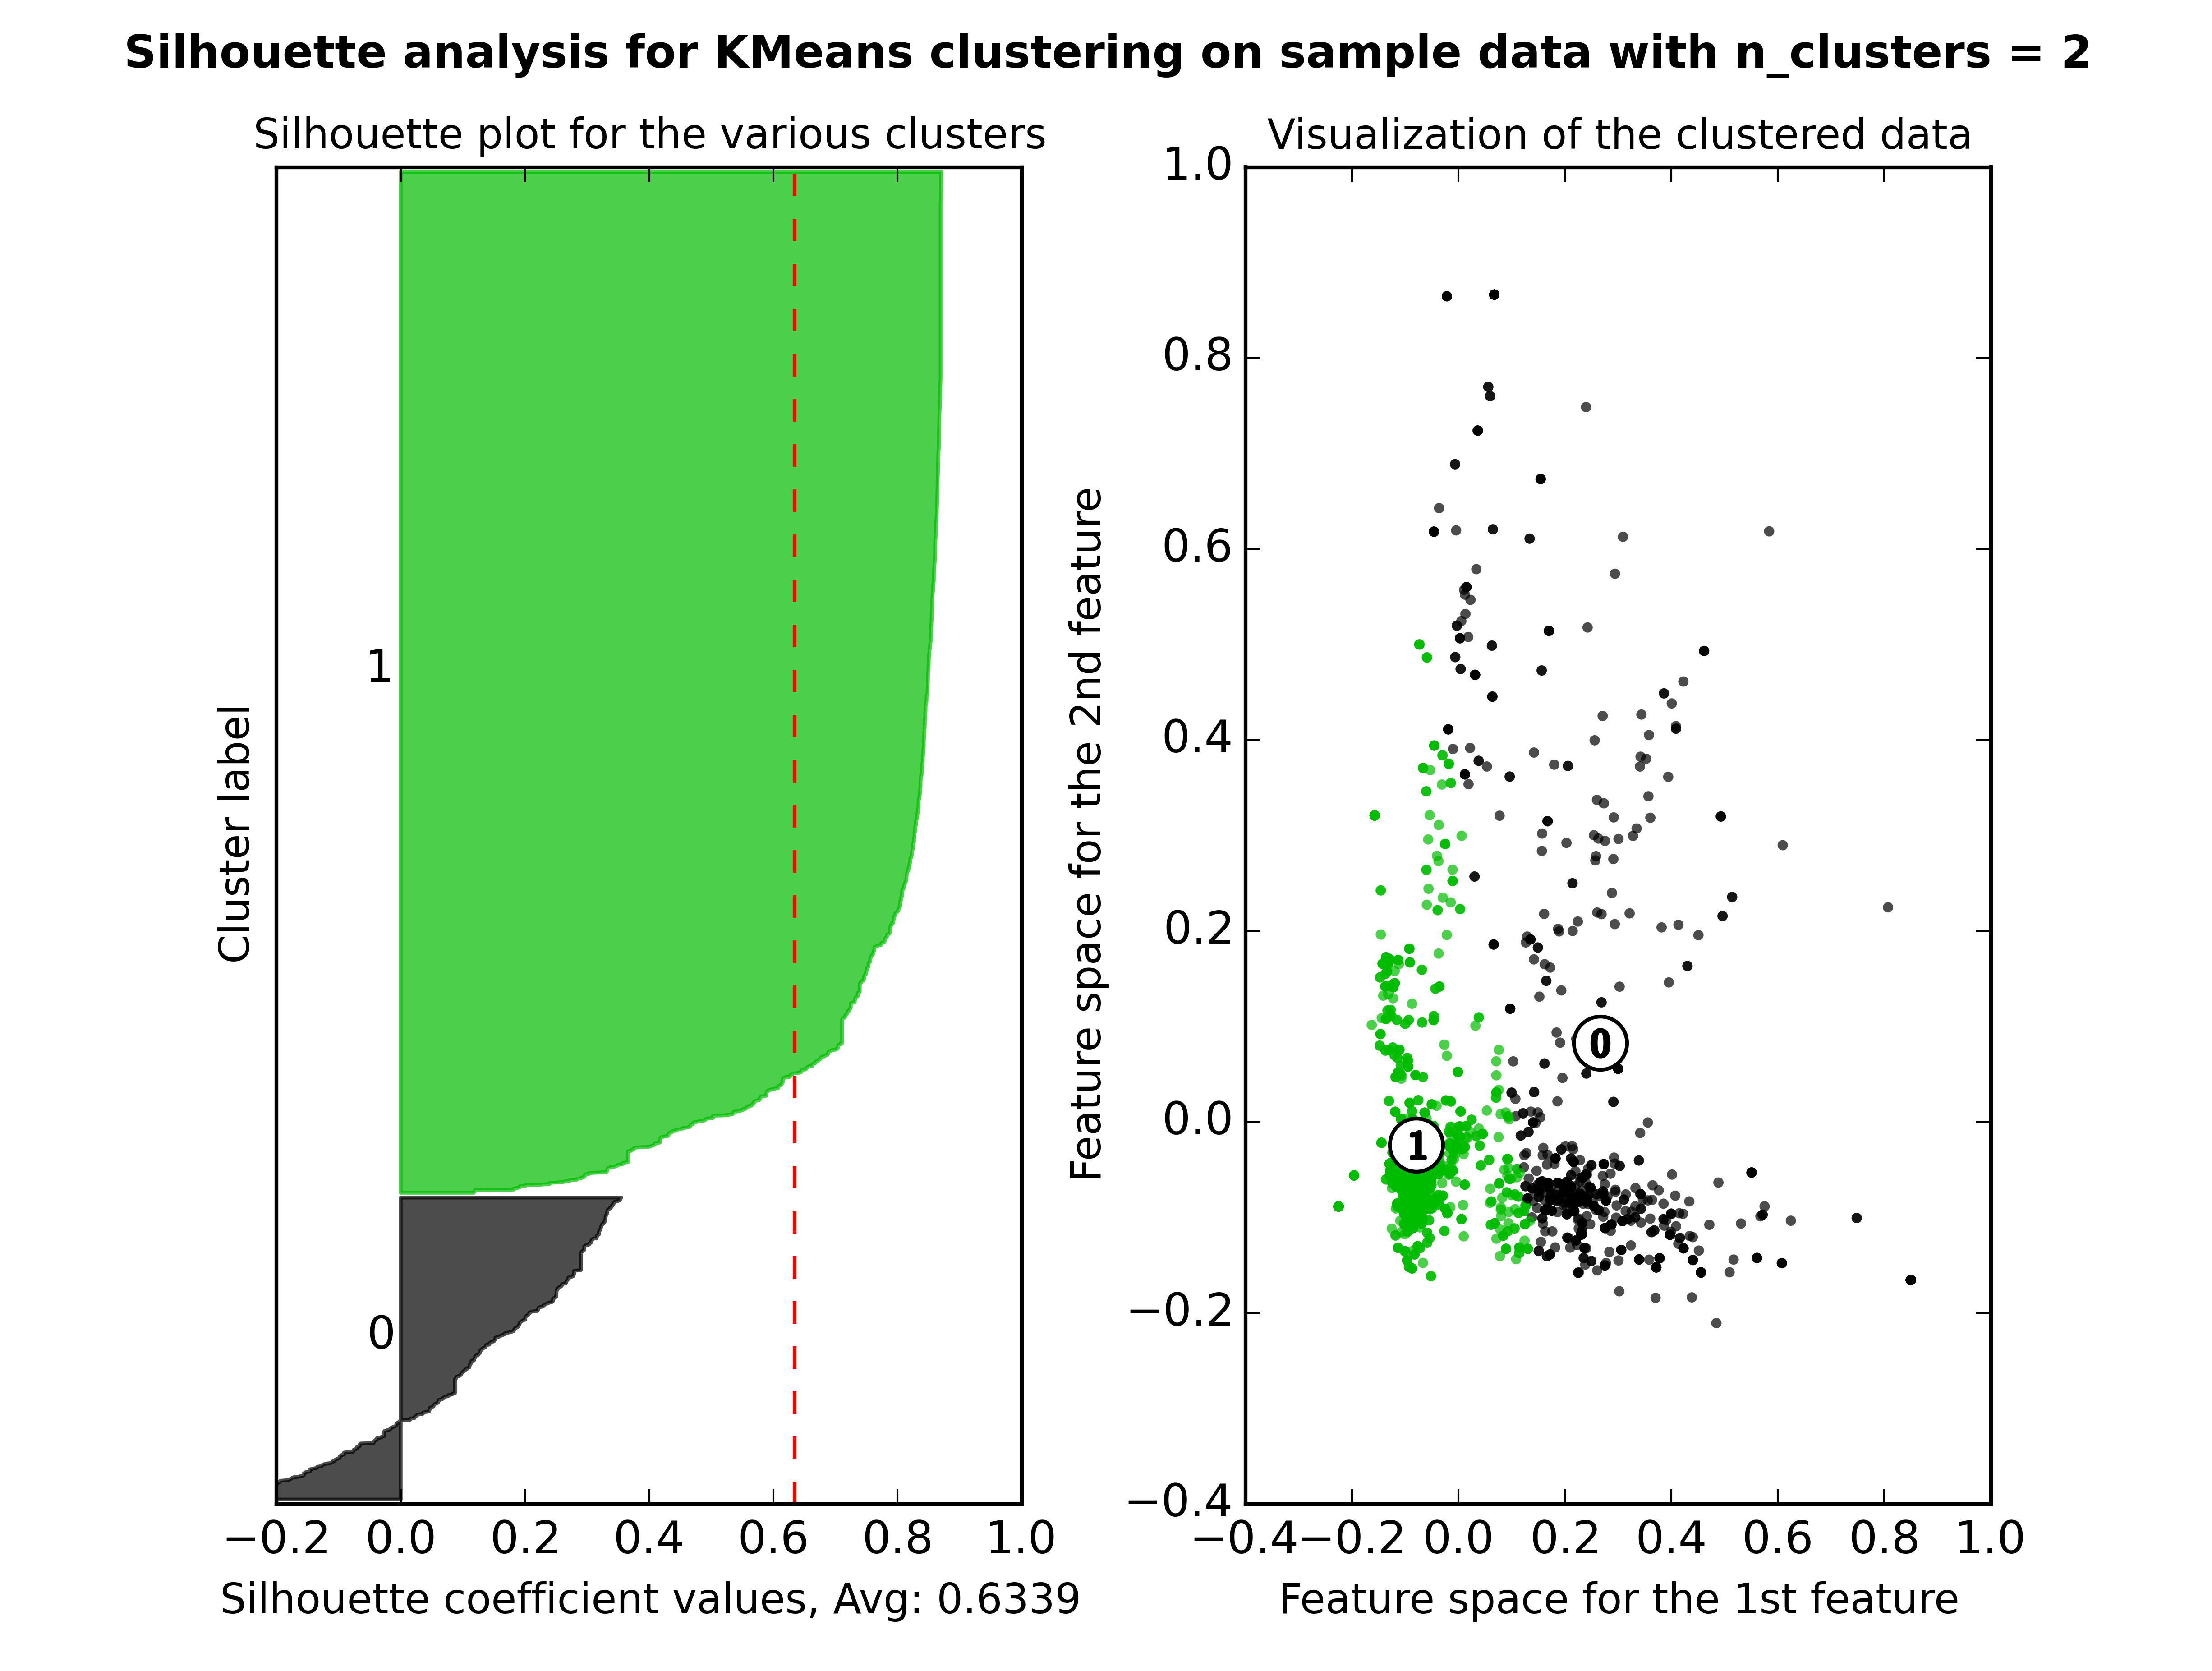 Silhouette analysis for KMeans clustering on sample data with n_clusters = 2
Silhouette plot for the various clusters
Cluster label
1
0
−0.2 0.0 0.2 0.4 0.6 0.8 1.0
Silhouette coefficient values, Avg: 0.6339
Visualization of the clustered data
Feature space for the 2nd feature
1.0
0.8
0.6
0.4
0.2
0.0
−0.2
−0.4
0
1
−0.4 −0.2 0.0 0.2 0.4 0.6 0.8 1.0
Feature space for the 1st feature